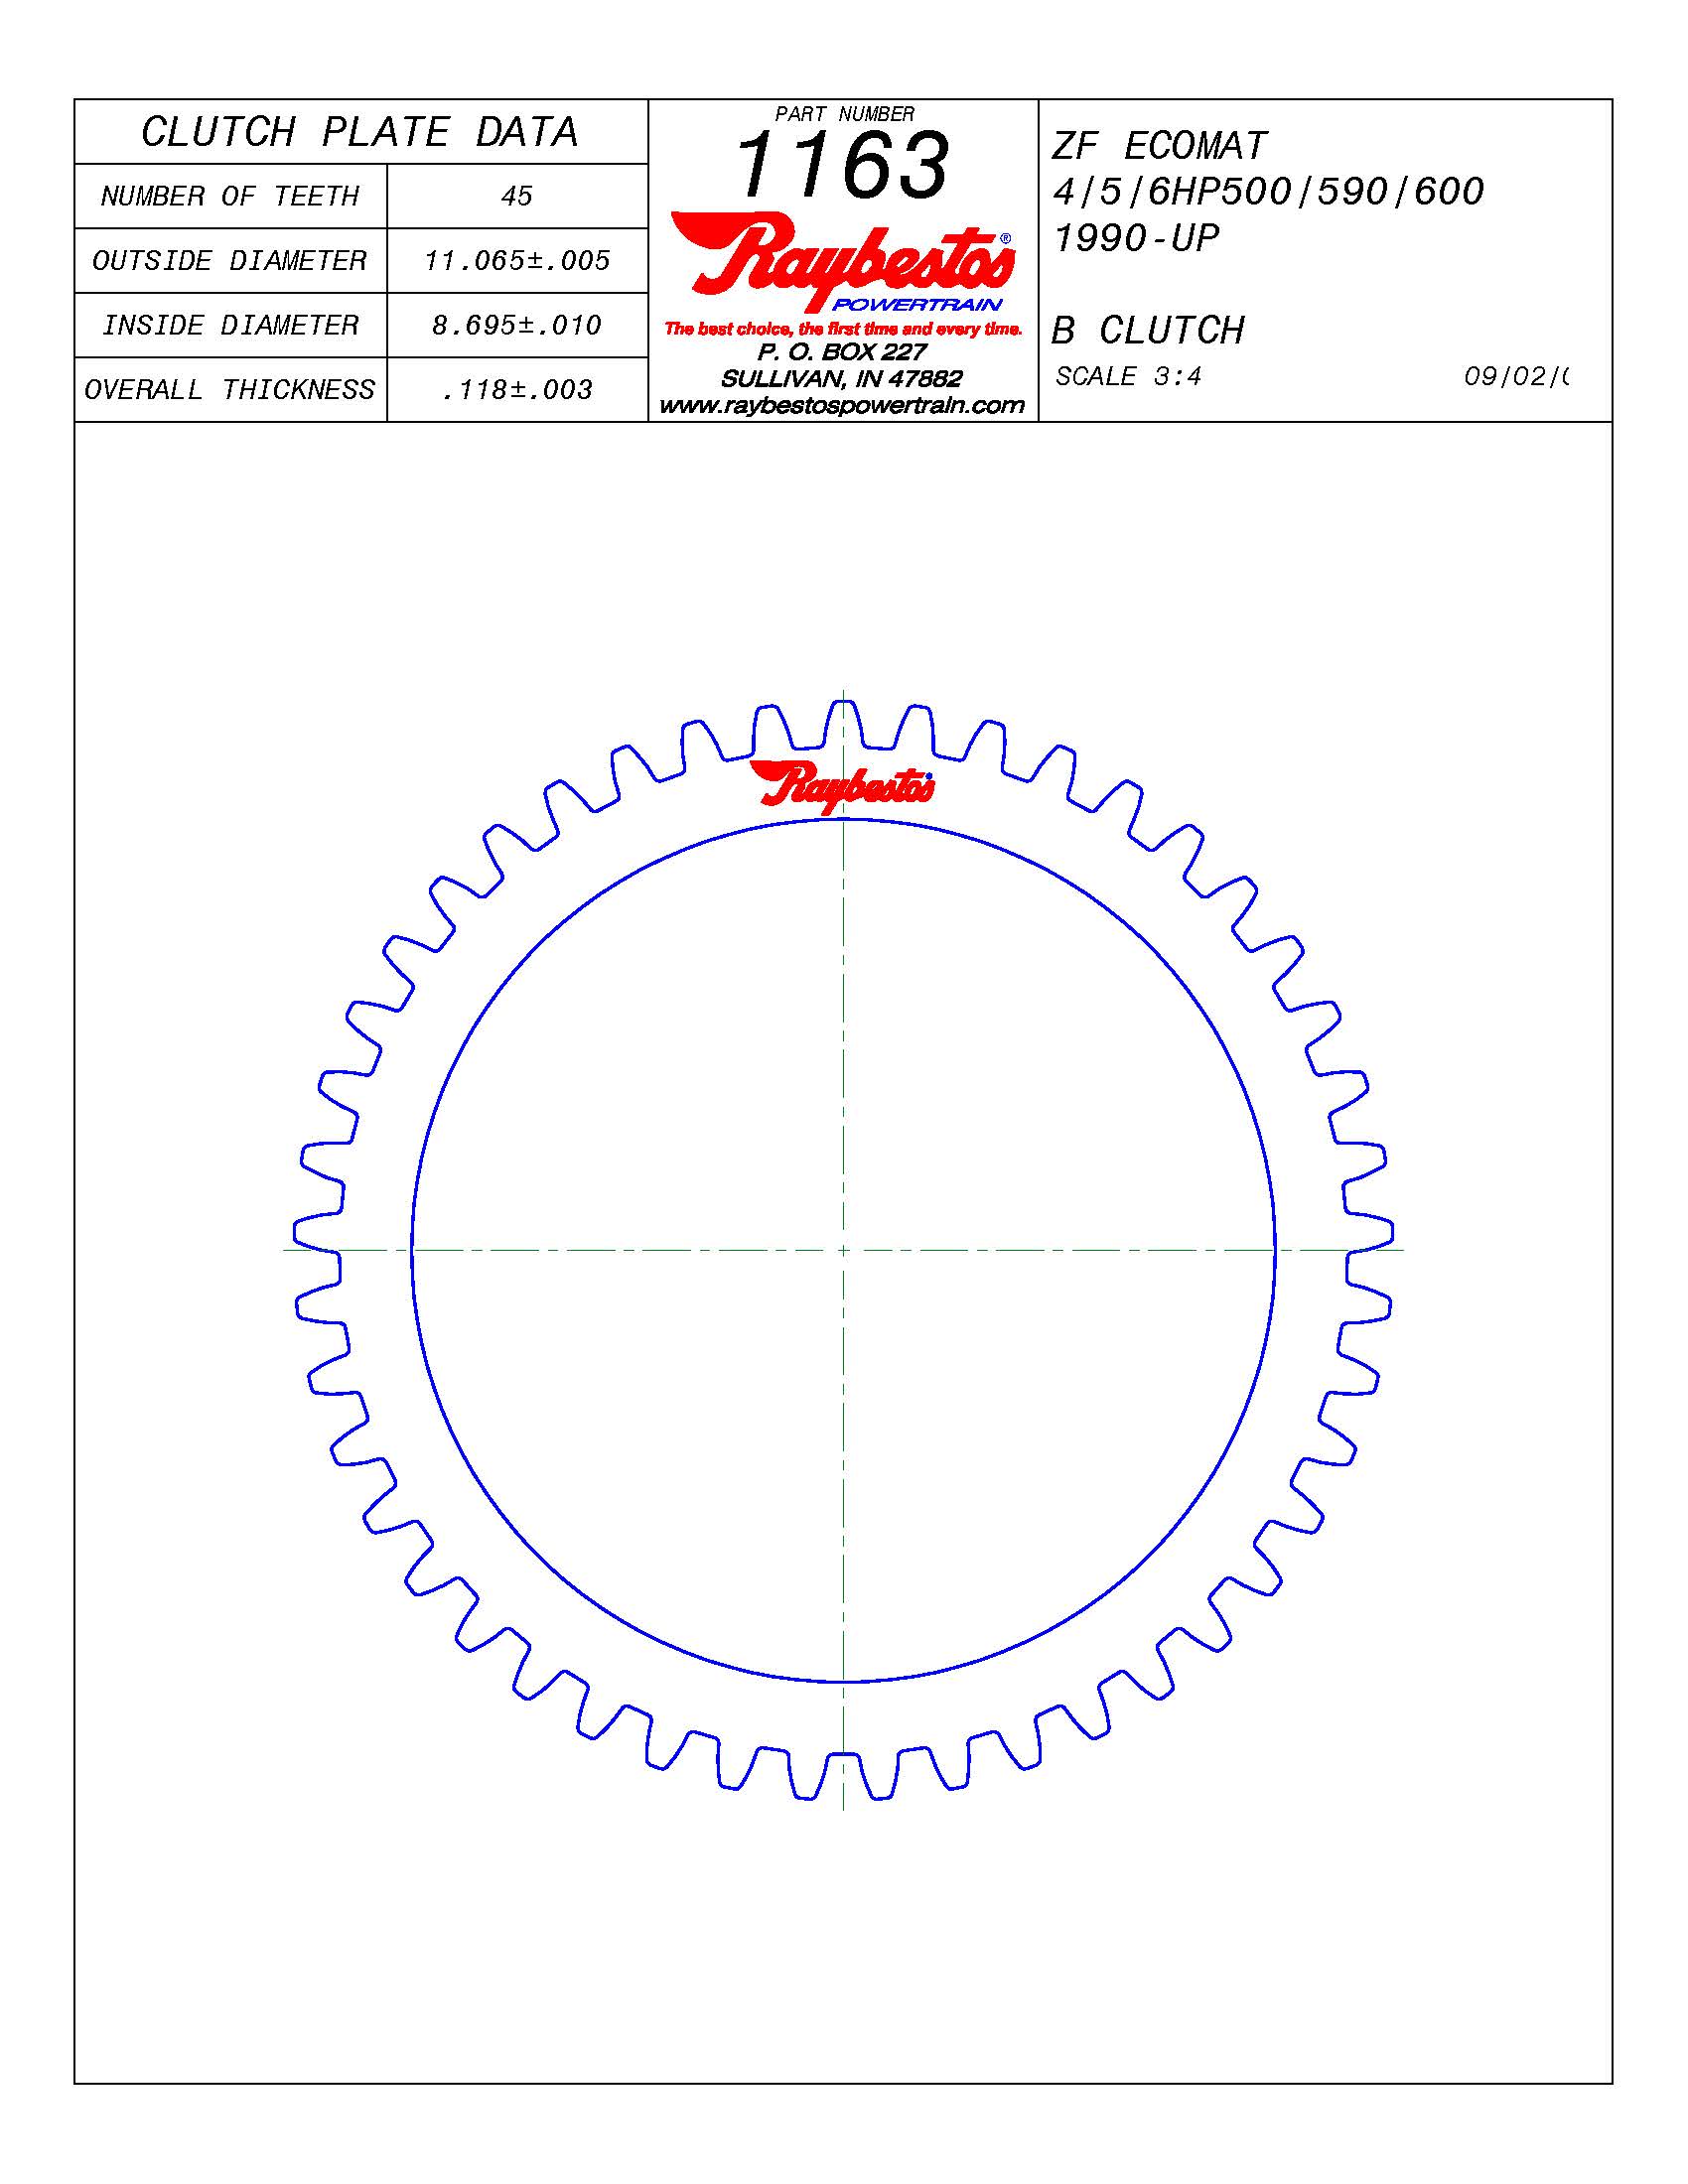 CLUTCH PLATE DATA
NUMBER OF TEETH 45
OUTSIDE DIAMETER 11.065±.005
INSIDE DIAMETER 8.695±.010
OVERALL THICKNESS .118±.003
PART NUMBER
1163
Raybestos®
POWERTRAIN
The best choice, the first time and every time.
P. O. BOX 227
SULLIVAN, IN 47882
www.raybestospowertrain.com
ZF ECOMAT
4/5/6HP500/590/600
1990-UP
B CLUTCH
SCALE 3:4 09/02/
Raybestos